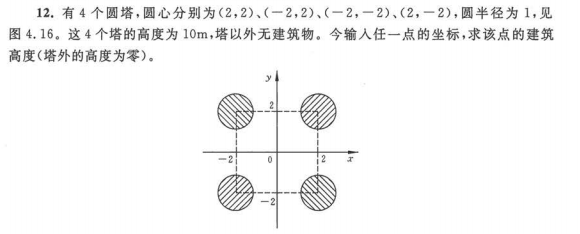 12. 有 4 个圆塔,圆心分别为(2,2)、(-2,2)、(-2,-2)、(2,-2),圆半径为 1,见
图 4.16。这 4 个塔的高度为 10m,塔以外无建筑物。今输入任一点的坐标,求该点的建筑
高度(塔外的高度为零)。
y
2
-2 0 2 x
-2